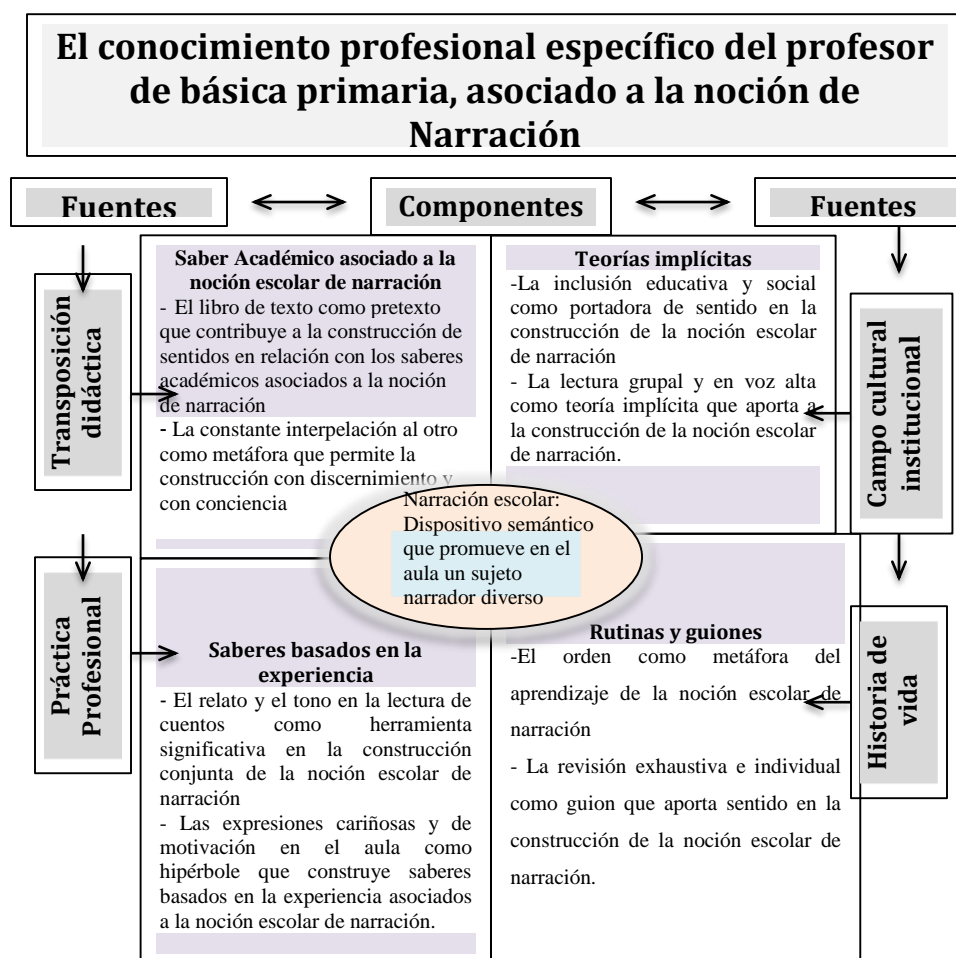 El conocimiento profesional específico del profesor
de básica primaria, asociado a la noción de
Narración
Fuentes
Componentes
Fuentes
Transposición
didáctica
Práctica
Profesional
Saber Académico asociado a la
noción escolar de narración
- El libro de texto como pretexto
que contribuye a la construcción de
sentidos en relación con los saberes
académicos asociados a la noción
de narración
- La constante interpelación al otro
como metáfora que permite la
construcción con discernimiento y
con conciencia
Teorías implícitas
-La inclusión educativa y social
como portadora de sentido en la
construcción de la noción escolar
de narración
- La lectura grupal y en voz alta
como teoría implícita que aporta a
la construcción de la noción escolar
de narración.
Narración escolar:
Dispositivo semántico
que promueve en el
aula un sujeto
narrador diverso
Saberes basados en la
experiencia
- El relato y el tono en la lectura de
cuentos como herramienta
significativa en la construcción
conjunta de la noción escolar de
narración
- Las expresiones cariñosas y de
motivación en el aula como
hipérbole que construye saberes
basados en la experiencia asociados
a la noción escolar de narración.
Rutinas y guiones
-El orden como metáfora del
aprendizaje de la noción escolar de
narración
- La revisión exhaustiva e individual
como guion que aporta sentido en la
construcción de la noción escolar de
narración.
Campo cultural
institucional
Historia de
vida